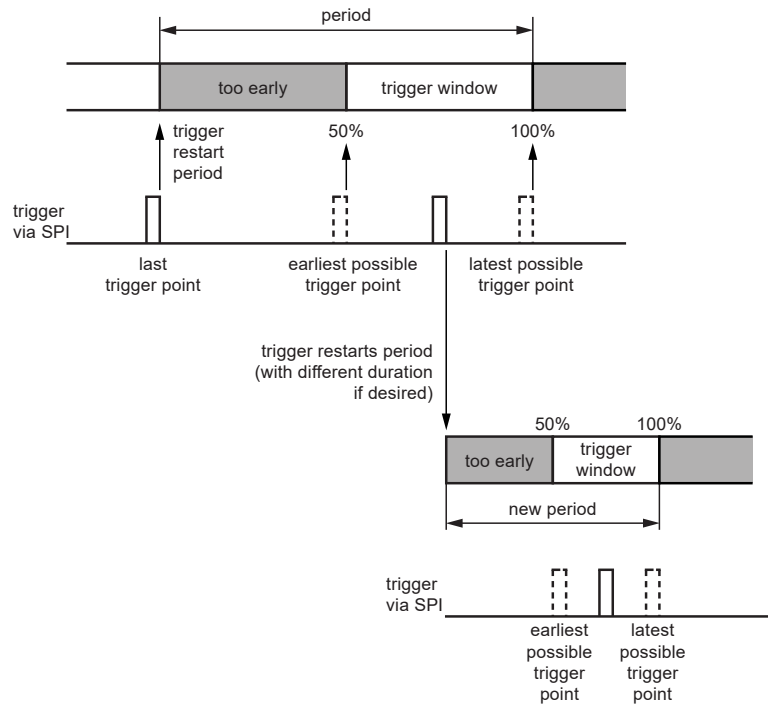 period
too early
trigger window
trigger
restart
period
50%
100%
trigger
via SPI
last
trigger point
earliest possible
trigger point
latest possible
trigger point
trigger restarts period
(with different duration
if desired)
50%
100%
too early
trigger
window
new period
trigger
via SPI
earliest
possible
trigger
point
latest
possible
trigger
point